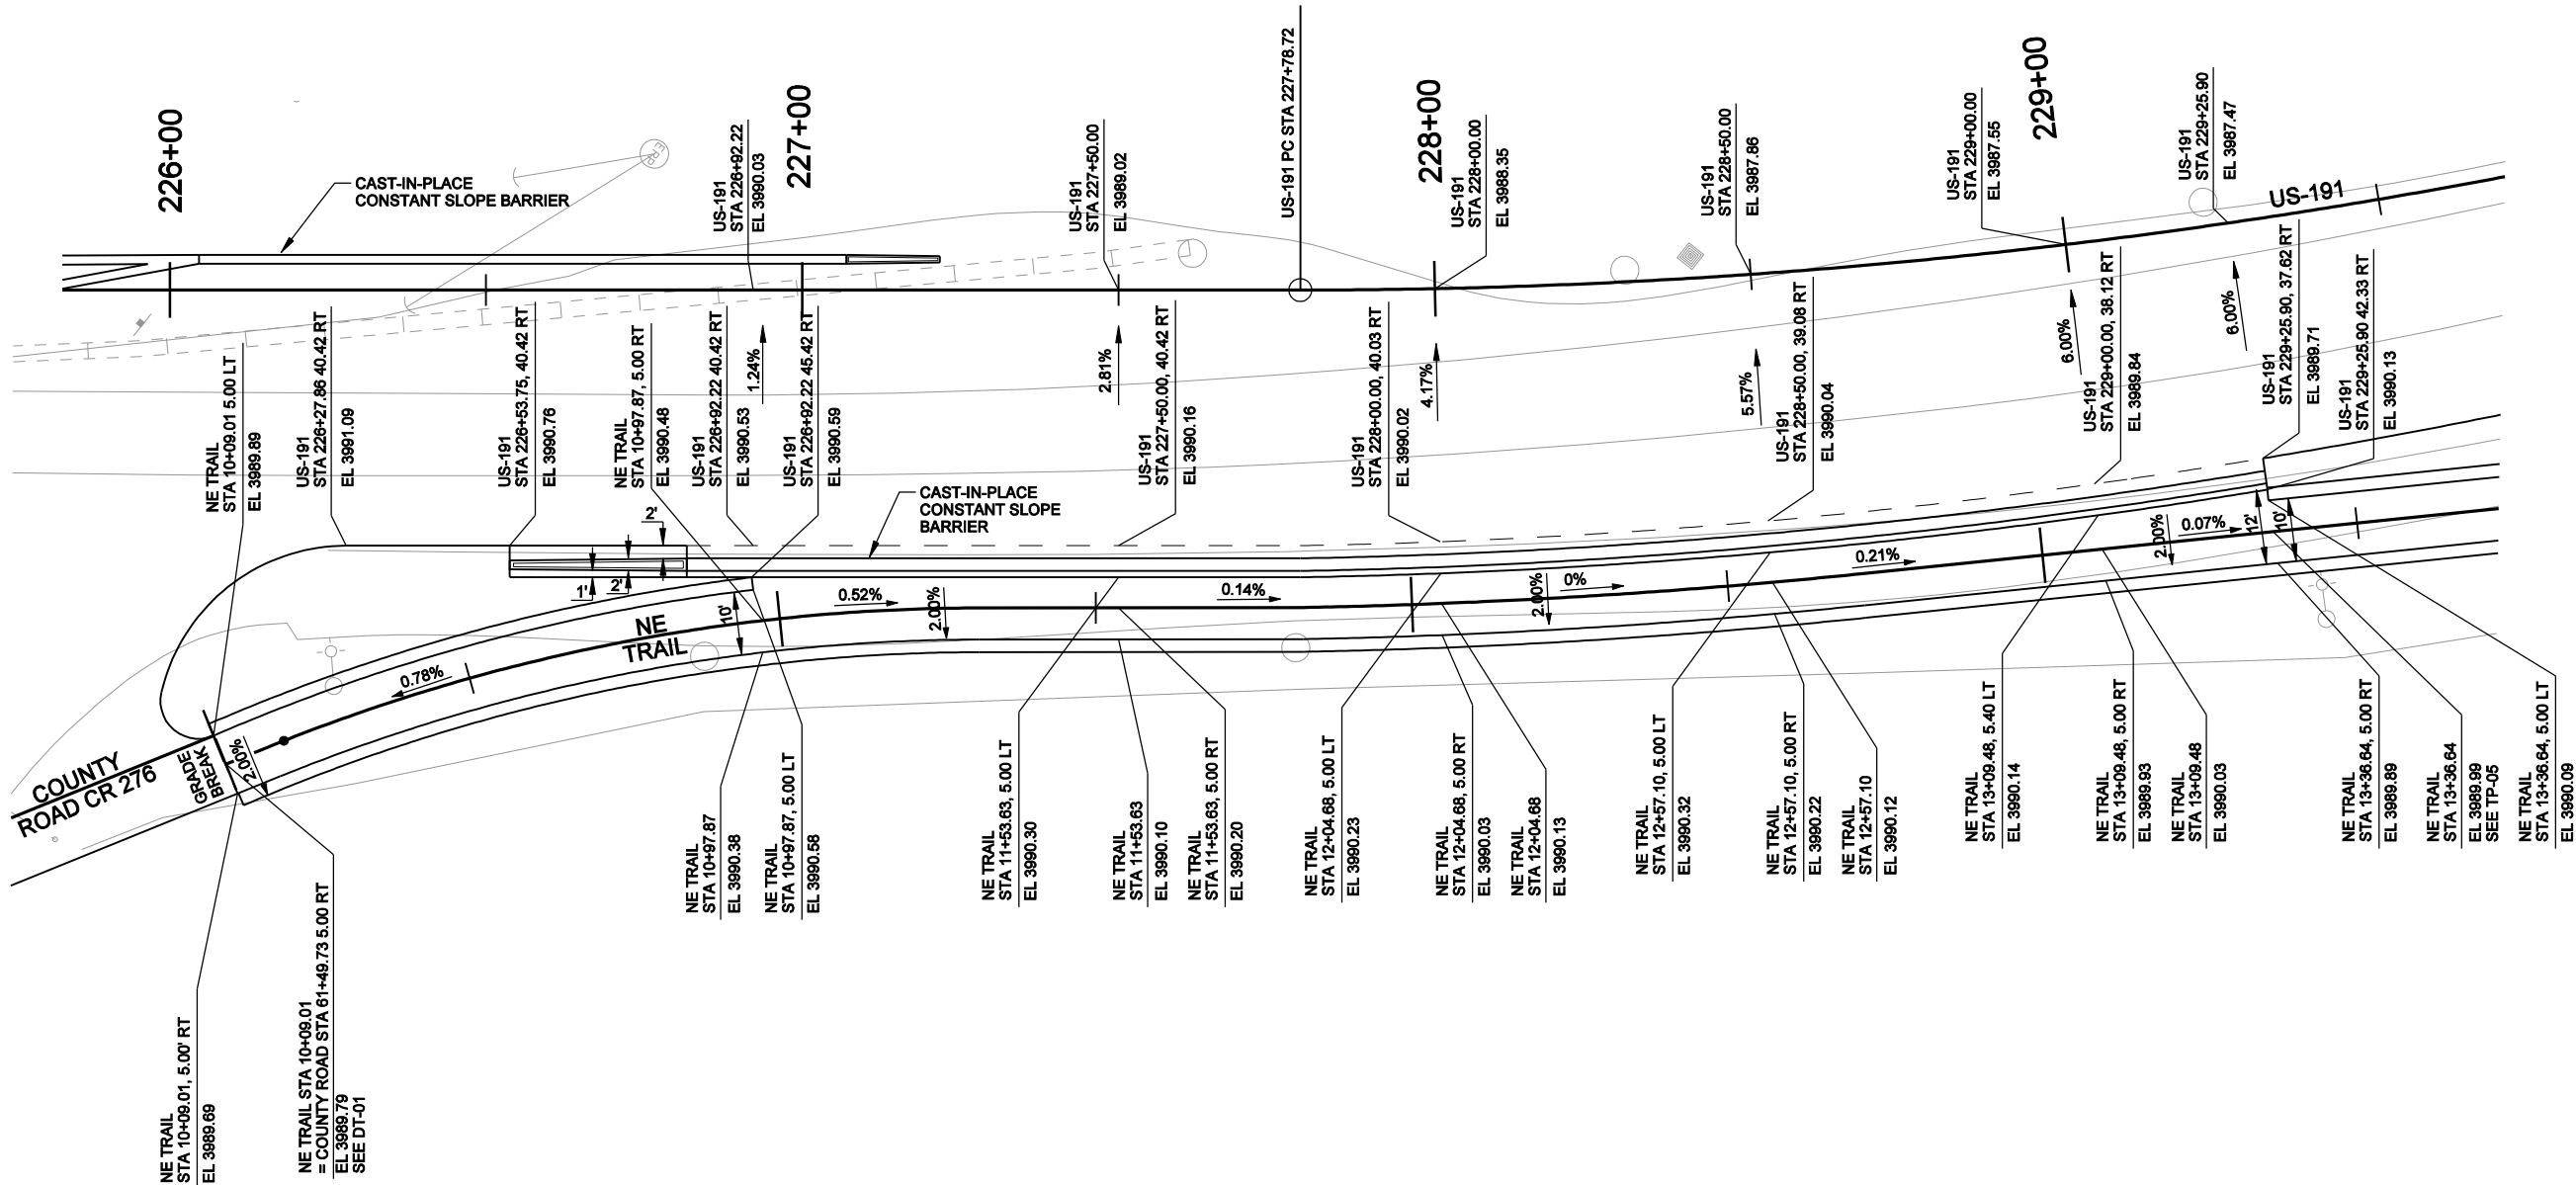 226+00
CAST-IN-PLACE
CONSTANT SLOPE BARRIER
US-191
STA 226+92.22
EL 3990.03
227+00
US-191
STA 227+50.00
EL 3989.02
US-191 PC STA 227+78.72
228+00
US-191
STA 228+00.00
EL 3988.35
US-191
STA 228+50.00
EL 3987.86
US-191
STA 229+00.00
EL 3987.55
229+00
US-191
STA 229+25.90
EL 3987.47
US-191
NE TRAIL
STA 10+09.01 5.00 LT
EL 3989.89
US-191
STA 226+27.86 40.42 RT
EL 3991.09
US-191
STA 226+53.75, 40.42 RT
EL 3990.76
NE TRAIL
STA 10+97.87, 5.00 RT
EL 3990.48
US-191
STA 226+92.22 40.42 RT
EL 3990.53
1.24%
US-191
STA 226+92.22 45.42 RT
EL 3990.59
2.81%
US-191
STA 227+50.00, 40.42 RT
EL 3990.16
US-191
STA 228+00.00, 40.03 RT
EL 3990.02
4.17%
5.57%
US-191
STA 228+50.00, 39.08 RT
EL 3990.04
6.00%
US-191
STA 229+00.00, 38.12 RT
EL 3989.84
6.00%
US-191
STA 229+25.90, 37.62 RT
EL 3989.71
US-191
STA 229+25.90 42.33 RT
EL 3990.13
CAST-IN-PLACE
CONSTANT SLOPE
BARRIER
2'
1'
2'
10'
0.52%
2.00%
0.14%
2.00%
0%
0.21%
2.00%
0.07%
12'
10'
NE
TRAIL
0.78%
COUNTY
ROAD CR 276
GRADE
BREAK
2.00%
NE TRAIL
STA 10+09.01, 5.00' RT
EL 3989.69
NE TRAIL STA 10+09.01
= COUNTY ROAD STA 61+49.73 5.00 RT
EL 3989.79
SEE DT-01
NE TRAIL
STA 10+97.87
EL 3990.38
NE TRAIL
STA 10+97.87, 5.00 LT
EL 3990.58
NE TRAIL
STA 11+53.63, 5.00 LT
EL 3990.30
NE TRAIL
STA 11+53.63
EL 3990.10
NE TRAIL
STA 11+53.63, 5.00 RT
EL 3990.20
NE TRAIL
STA 12+04.68, 5.00 LT
EL 3990.23
NE TRAIL
STA 12+04.68, 5.00 RT
EL 3990.03
NE TRAIL
STA 12+04.68
EL 3990.13
NE TRAIL
STA 12+57.10, 5.00 LT
EL 3990.32
NE TRAIL
STA 12+57.10, 5.00 RT
EL 3990.22
NE TRAIL
STA 12+57.10
EL 3990.12
NE TRAIL
STA 13+09.48, 5.40 LT
EL 3990.14
NE TRAIL
STA 13+09.48, 5.00 RT
EL 3989.93
NE TRAIL
STA 13+09.48
EL 3990.03
NE TRAIL
STA 13+36.64, 5.00 RT
EL 3989.89
NE TRAIL
STA 13+36.64
EL 3989.99
SEE TP-05
NE TRAIL
STA 13+36.64, 5.00 LT
EL 3990.09